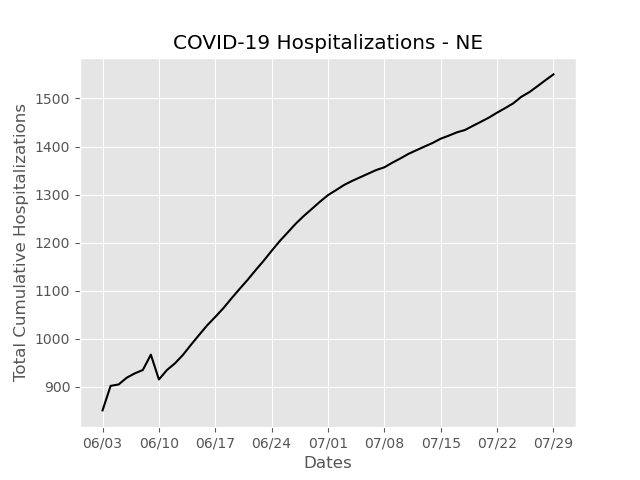 COVID-19 Hospitalizations - NE
Total Cumulative Hospitalizations
1500
1400
1300
1200
1100
1000
900
06/03 06/10 06/17 06/24 07/01 07/08 07/15 07/22 07/29
Dates